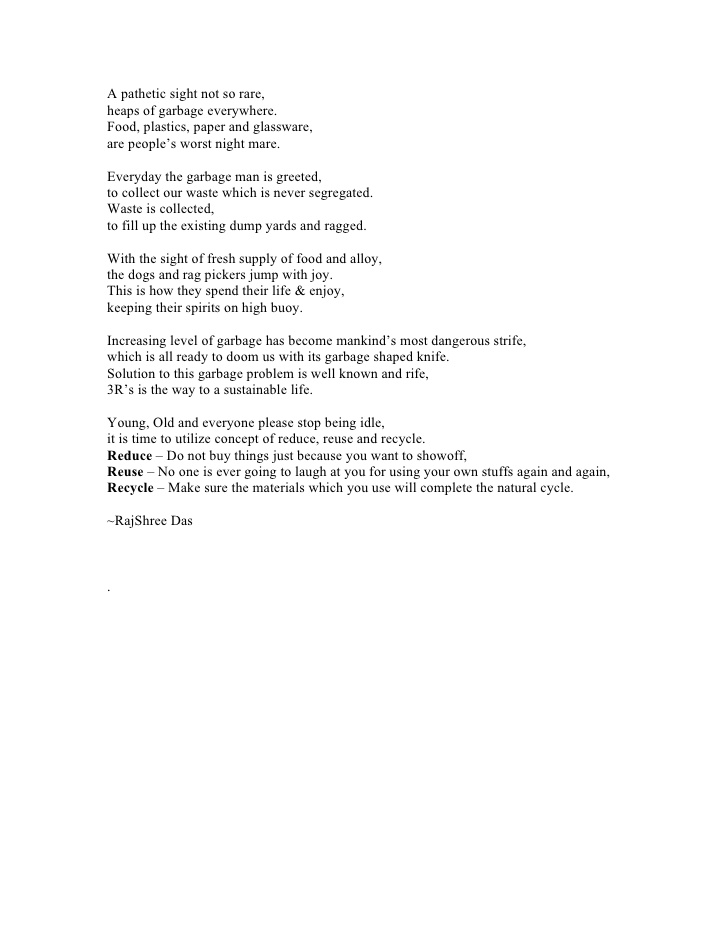 A pathetic sight not so rare,
heaps of garbage everywhere.
Food, plastics, paper and glassware,
are people’s worst night mare.

Everyday the garbage man is greeted,
to collect our waste which is never segregated.
Waste is collected,
to fill up the existing dump yards and ragged.

With the sight of fresh supply of food and alloy,
the dogs and rag pickers jump with joy.
This is how they spend their life & enjoy,
keeping their spirits on high buoy.

Increasing level of garbage has become mankind’s most dangerous strife,
which is all ready to doom us with its garbage shaped knife.
Solution to this garbage problem is well known and rife,
3R’s is the way to a sustainable life.

Young, Old and everyone please stop being idle,
it is time to utilize concept of reduce, reuse and recycle.
Reduce – Do not buy things just because you want to showoff,
Reuse – No one is ever going to laugh at you for using your own stuffs again and again,
Recycle – Make sure the materials which you use will complete the natural cycle.

~RajShree Das

.